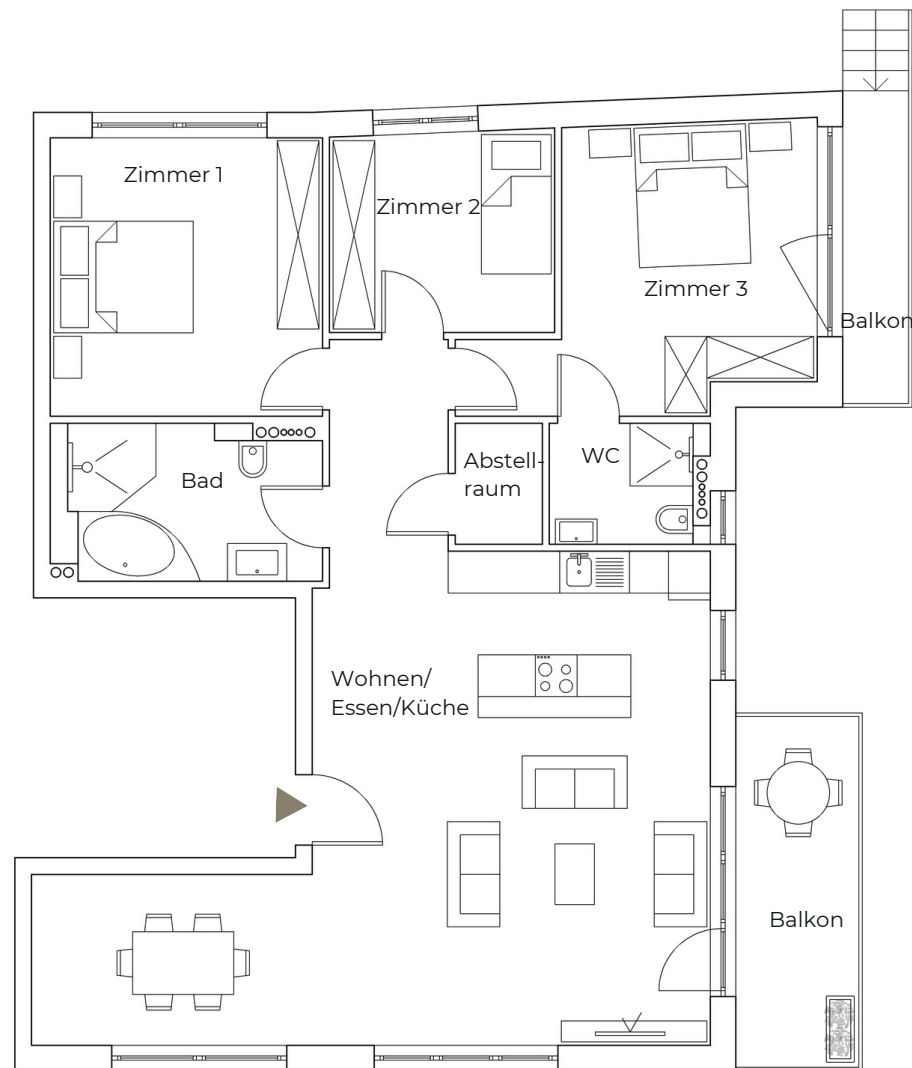 Zimmer 1
Zimmer 2
Zimmer 3
Balkon
Bad
Abstell-
raum
WC
Wohnen/
Essen/Küche
Balkon